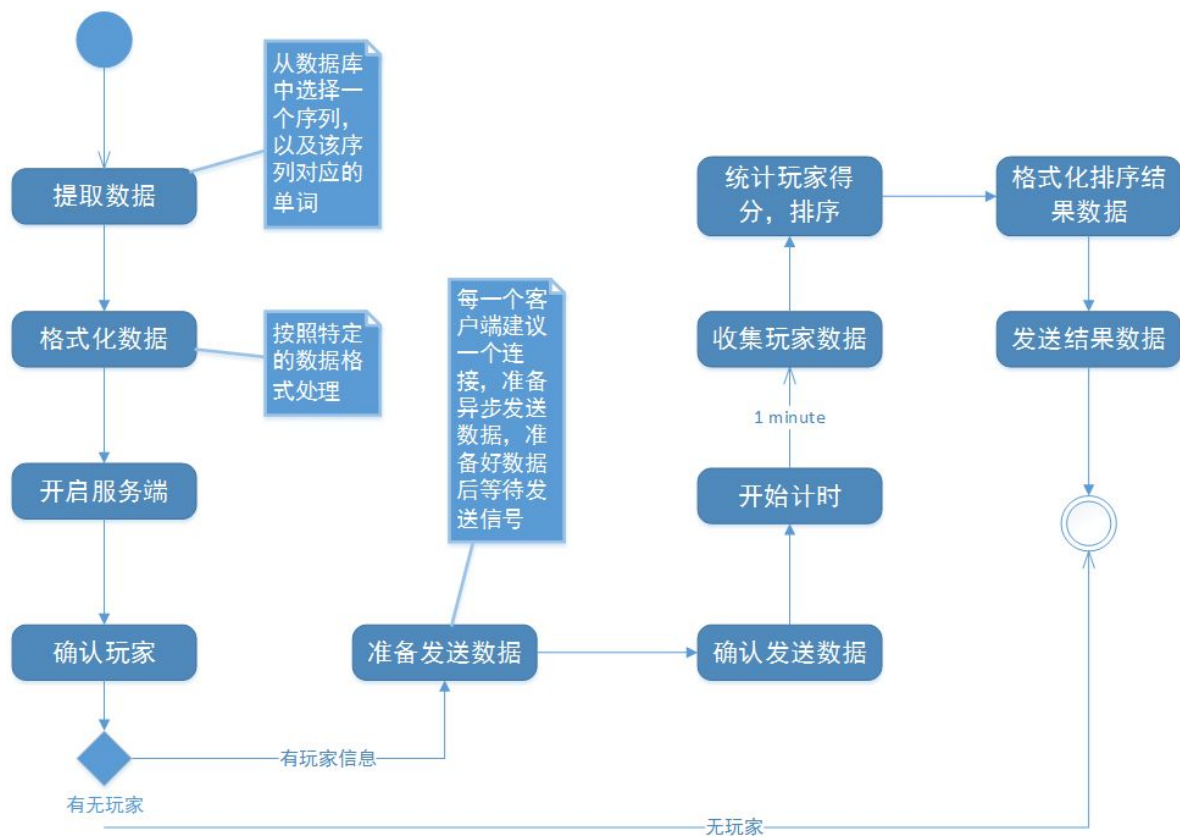 从数据库
中选择一
个序列，
以及该序
列对应的
单词
提取数据
格式化数据
按照特定
的数据格
式处理
开启服务端
确认玩家
有无玩家
有玩家信息
无玩家
每一个客
户端建议
一个连
接，准备
异步发送
数据，准
备好数据
后等待发
送信号
准备发送数据
确认发送数据
开始计时
1 minute
收集玩家数据
统计玩家得
分，排序
格式化排序结
果数据
发送结果数据